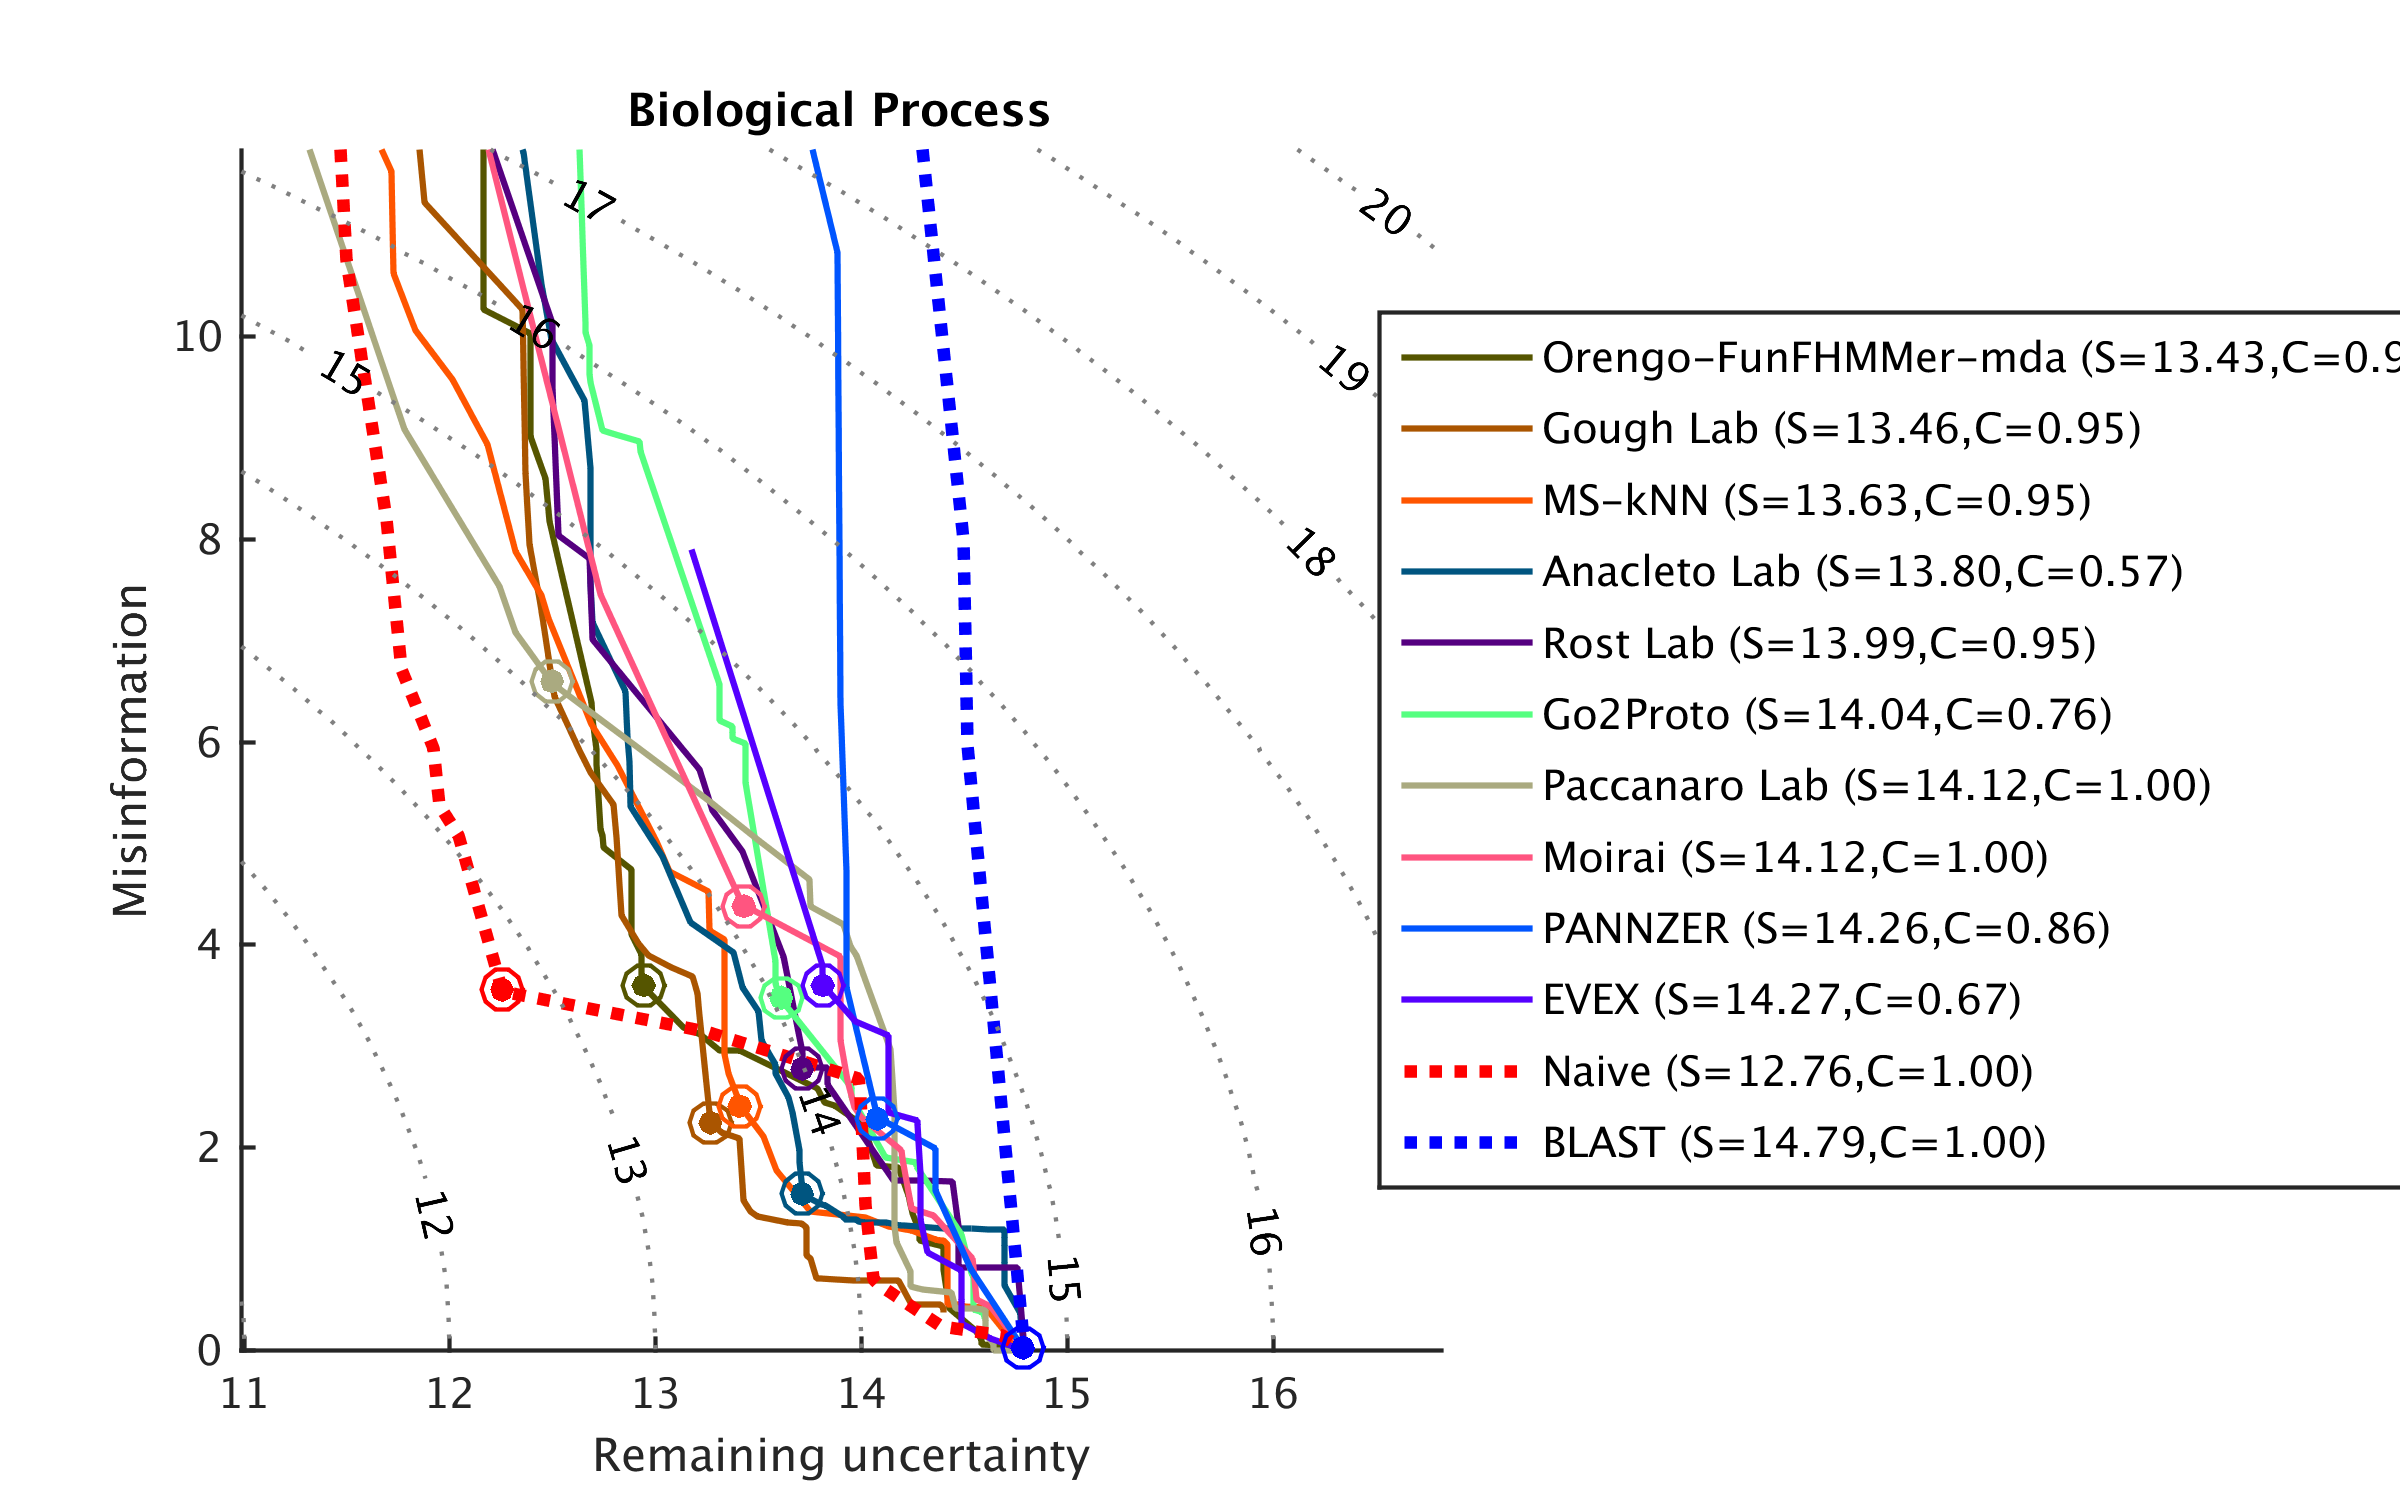 Biological Process
17
20
16
15
19
18
14
13
12
16
15
10
8
6
4
2
0
Misinformation
11 12 13 14 15 16
Remaining uncertainty
Orengo-FunFHMMer-mda (S=13.43,C=0.9
Gough Lab (S=13.46,C=0.95)
MS-kNN (S=13.63,C=0.95)
Anacleto Lab (S=13.80,C=0.57)
Rost Lab (S=13.99,C=0.95)
Go2Proto (S=14.04,C=0.76)
Paccanaro Lab (S=14.12,C=1.00)
Moirai (S=14.12,C=1.00)
PANNZER (S=14.26,C=0.86)
EVEX (S=14.27,C=0.67)
Naive (S=12.76,C=1.00)
BLAST (S=14.79,C=1.00)